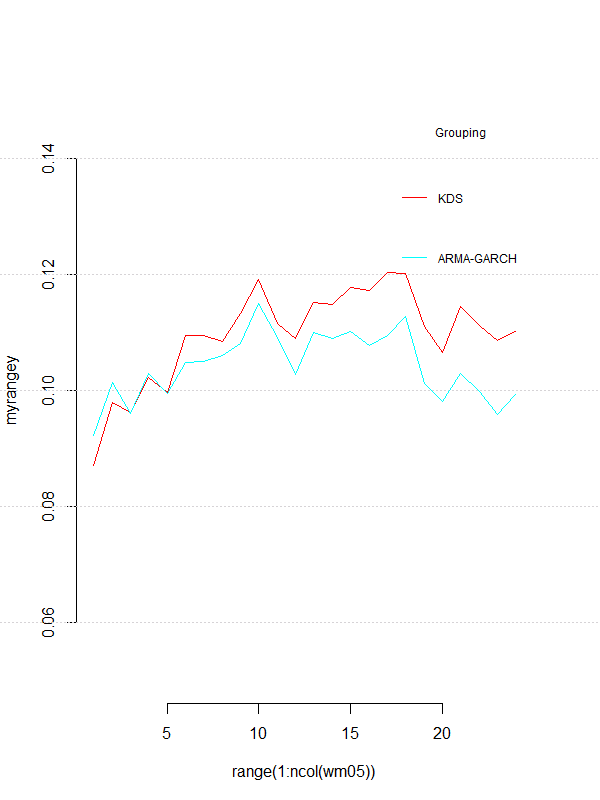 Grouping
KDS
ARMA-GARCH
myrangey
0.14
0.12
0.10
0.08
0.06
5 10 15 20
range(1:ncol(wm05))